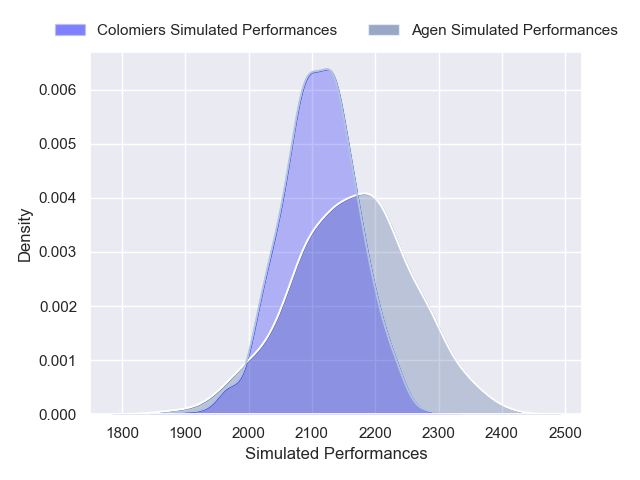 Colomiers Simulated Performances Agen Simulated Performances
0.006
0.005
0.004
0.003
0.002
0.001
0.000
Density
1800 1900 2000 2100 2200 2300 2400 2500
Simulated Performances